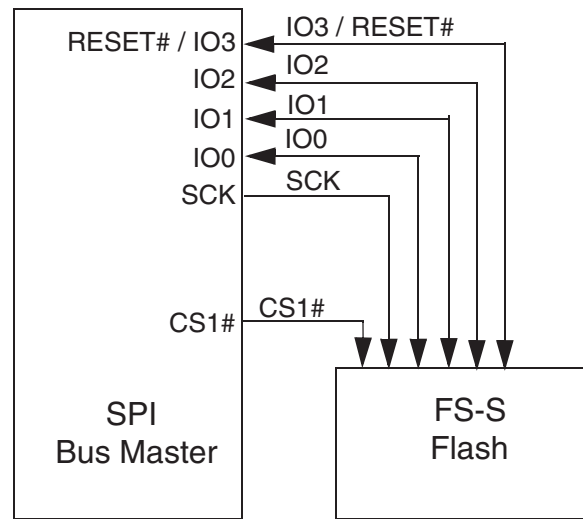 RESET# / IO3
IO3 / RESET#
IO2
IO2
IO1
IO1
IO0
IO0
SCK
SCK
CS1#
CS1#
SPI
Bus Master
FS-S
Flash